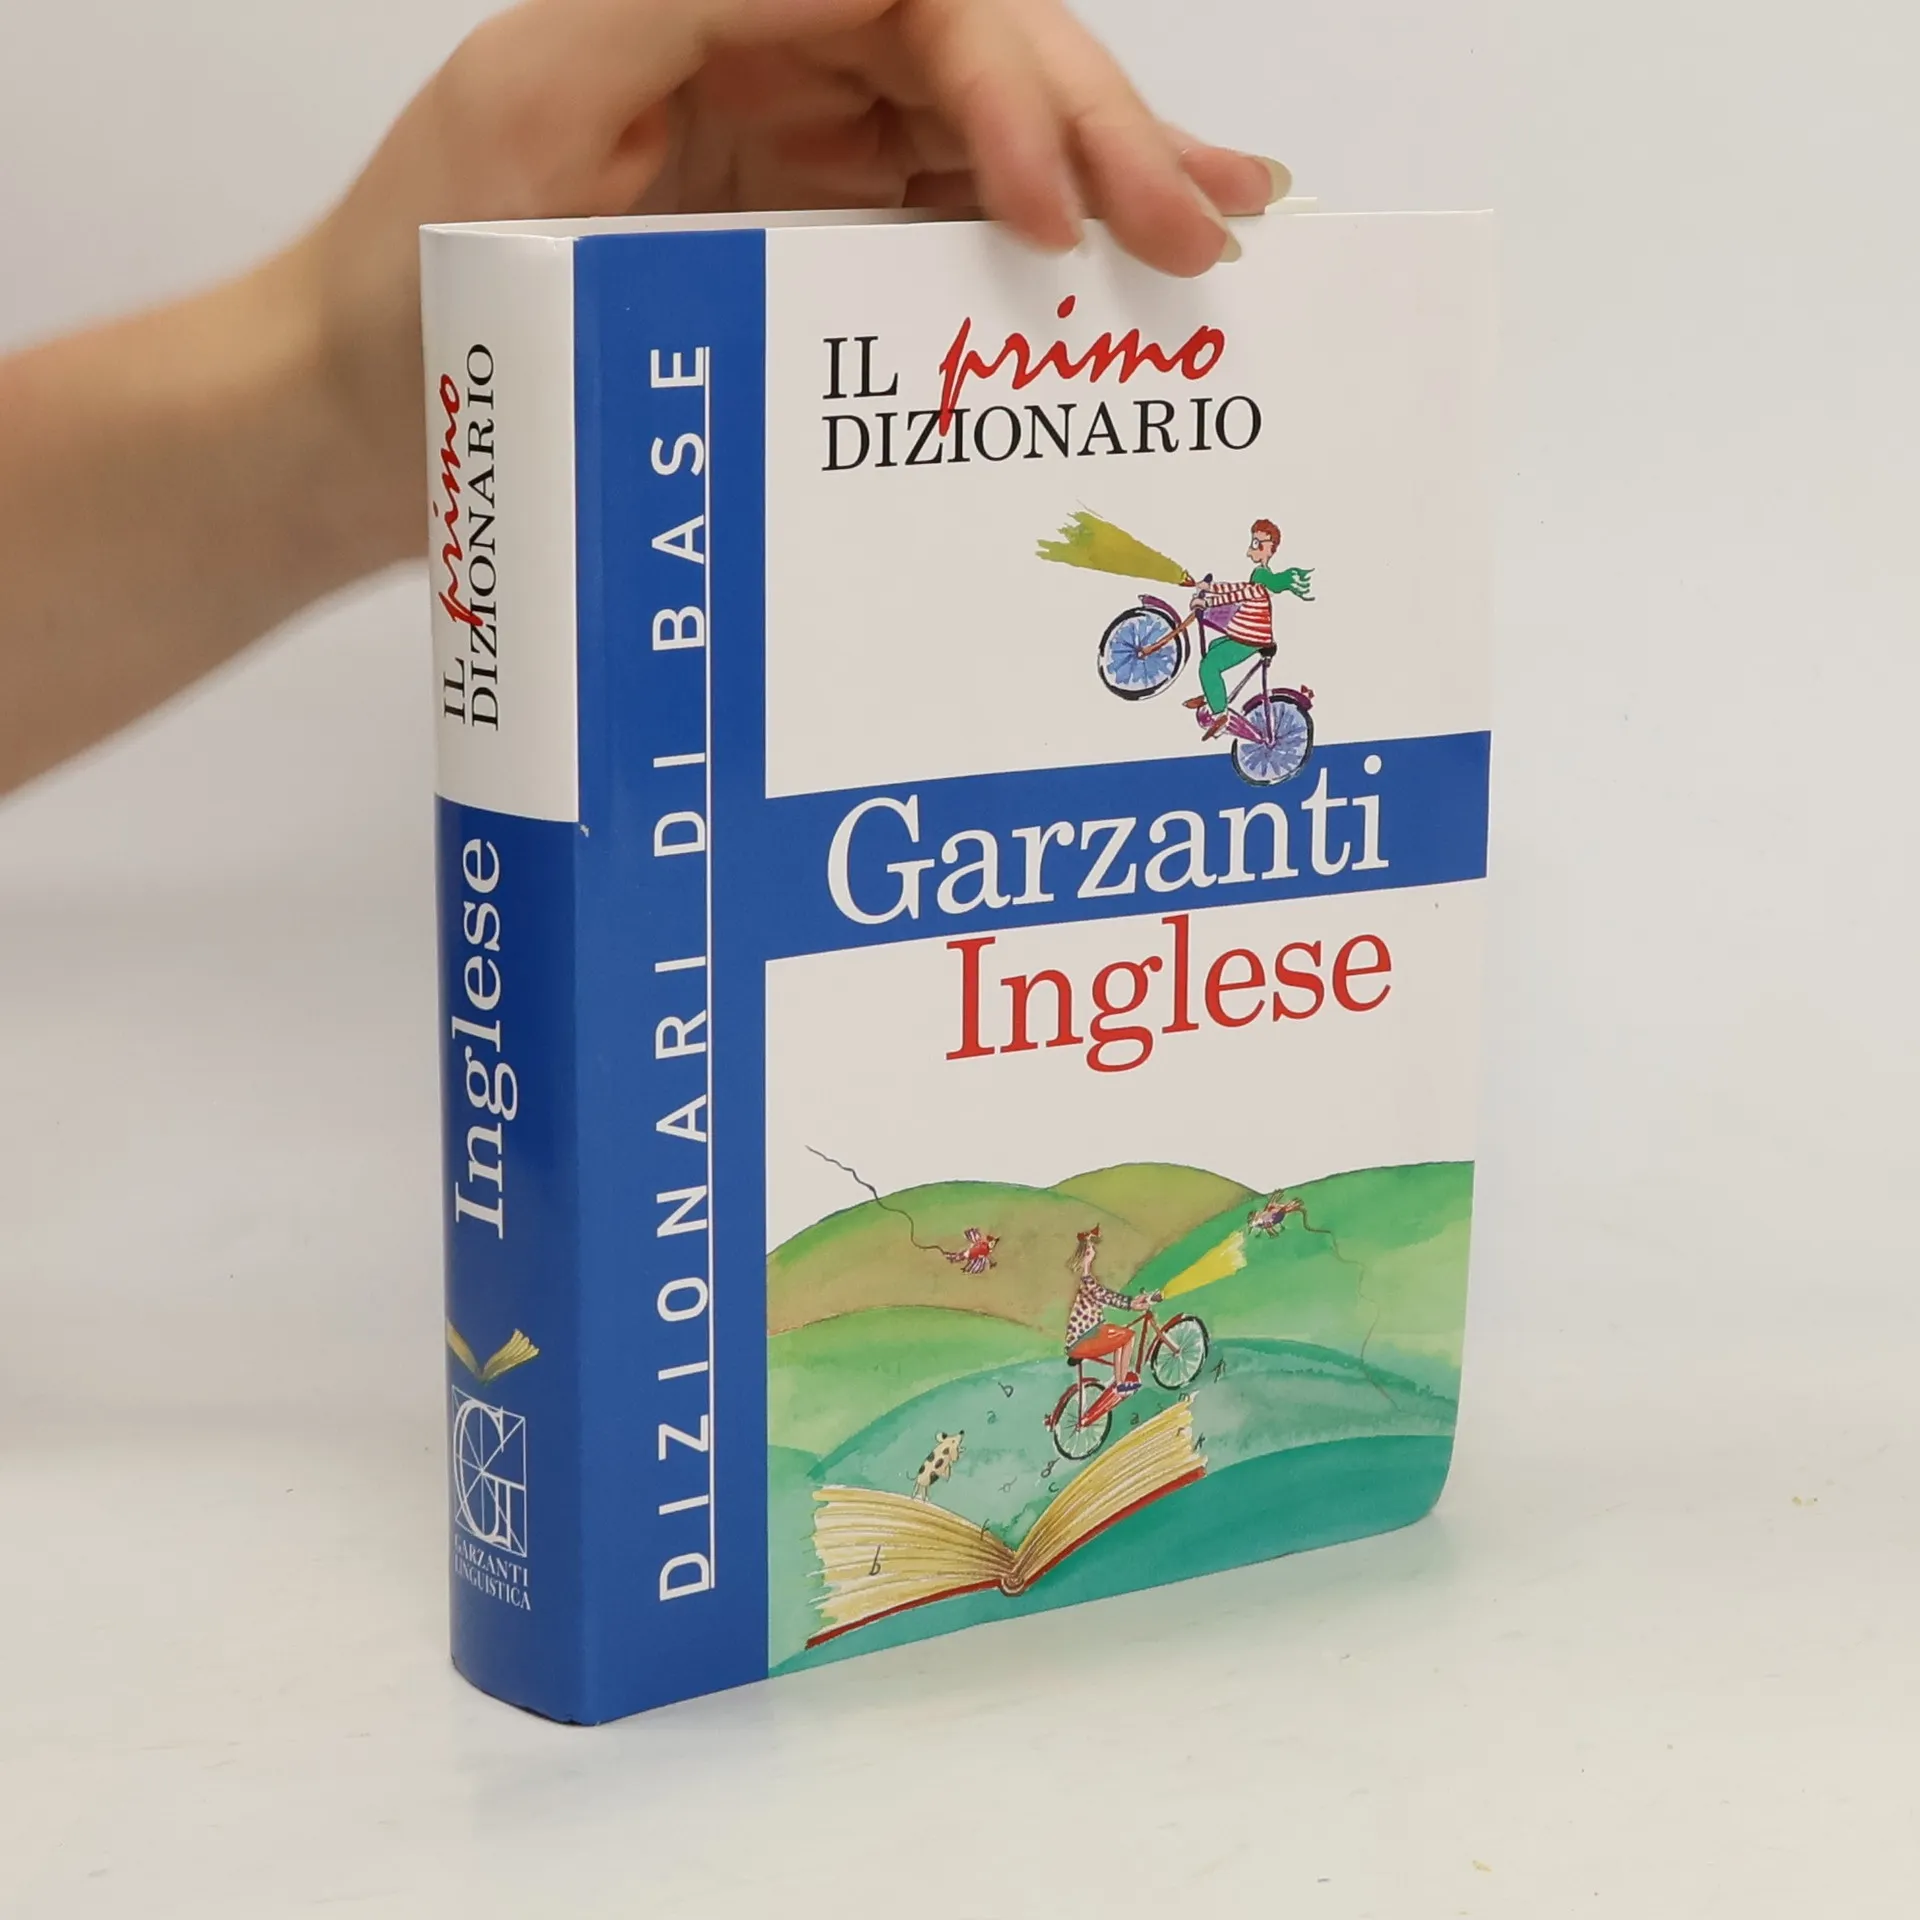 IL primo
DIZIONARIO
Inglese
GARZANTI
LINGUISTICA
DIZIONARI DI BASE
IL primo
DIZIONARIO
Garzanti
Inglese